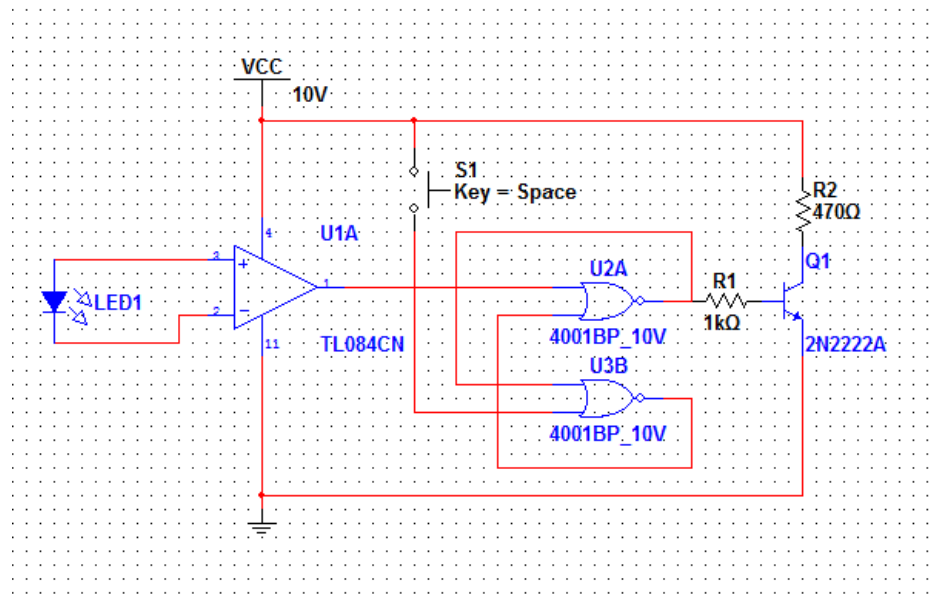 VCC
10V
S1
Key = Space
R2
470Ω
4
U1A
3
+
1
LED1
2
−
11
TL084CN
U2A
4001BP_10V
R1
1kΩ
Q1
2N2222A
U3B
4001BP_10V